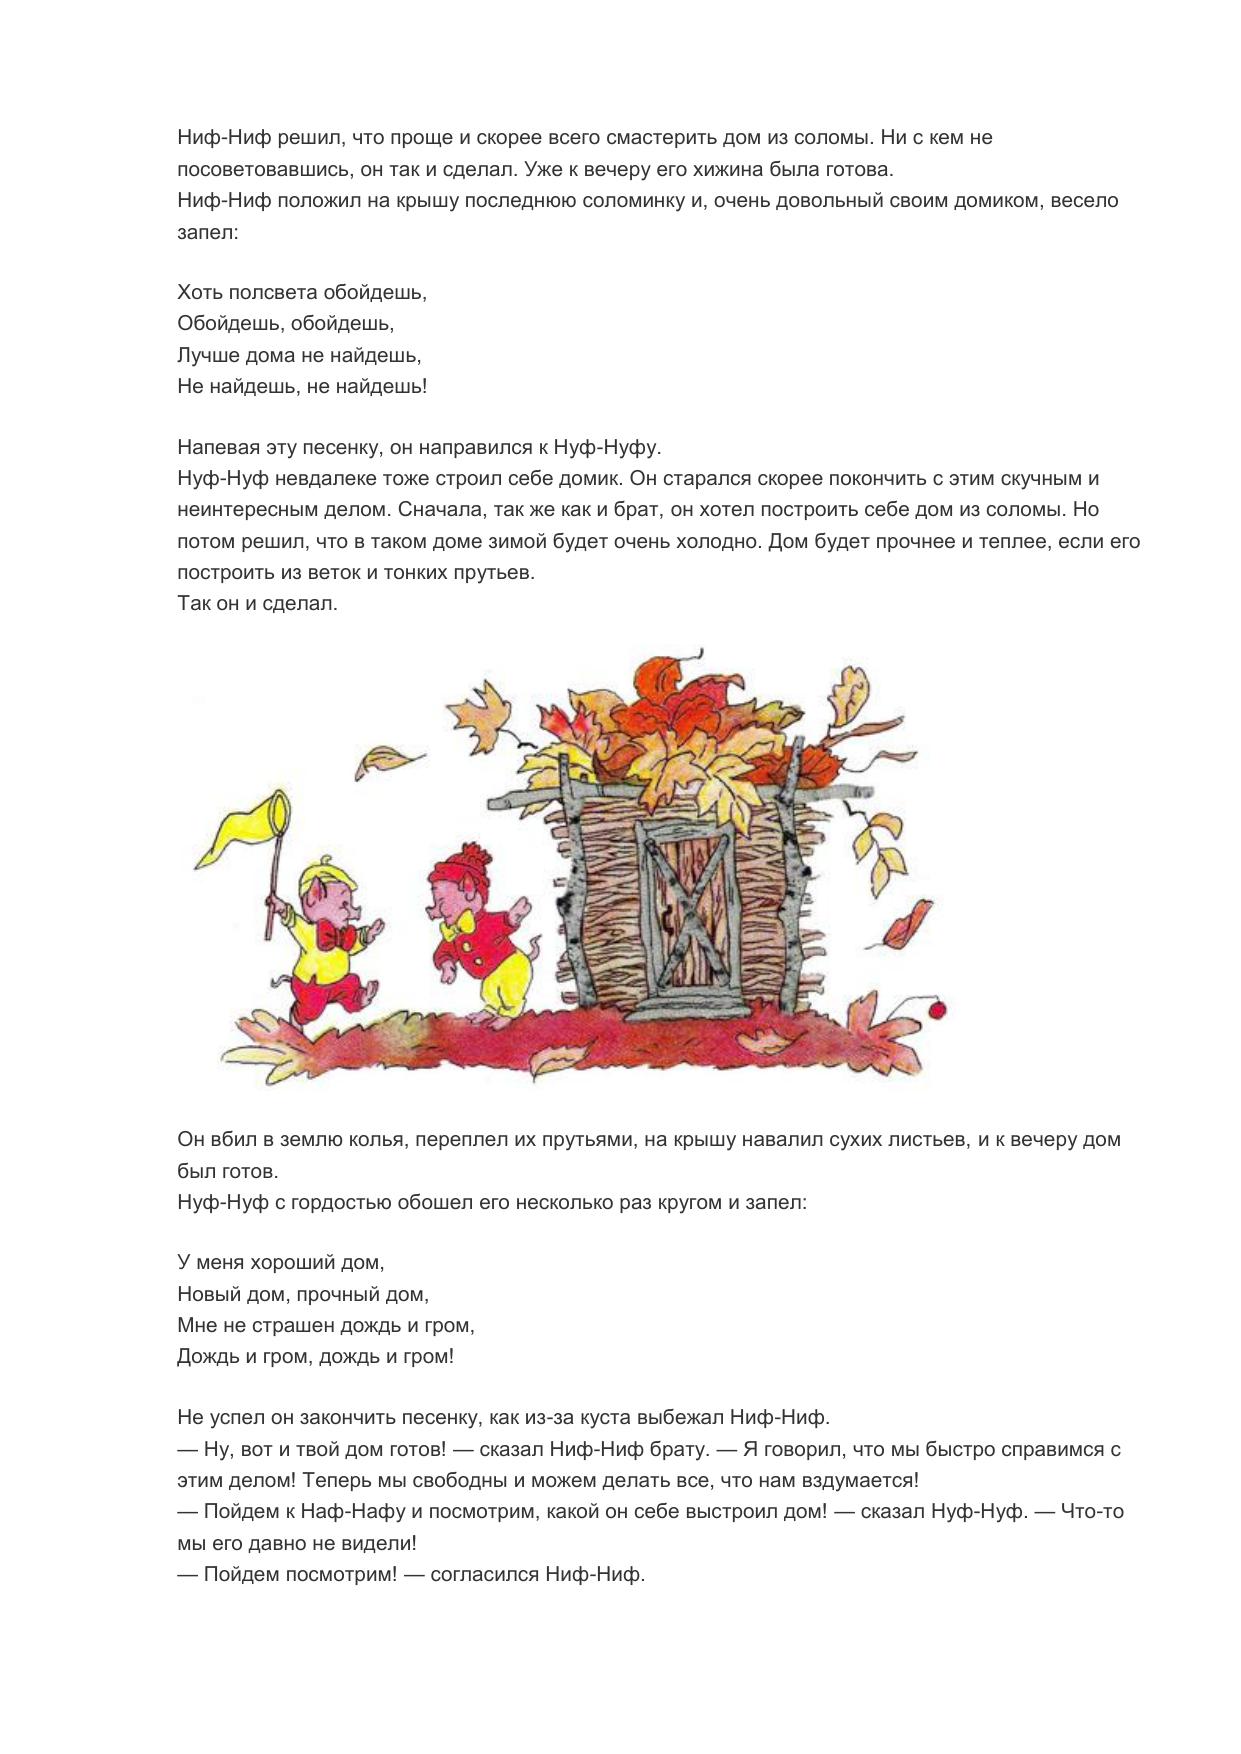 Ниф-Ниф решил, что проще и скорее всего смастерить дом из соломы. Ни с кем не
посоветовавшись, он так и сделал. Уже к вечеру его хижина была готова.
Ниф-Ниф положил на крышу последнюю соломинку и, очень довольный своим домиком, весело
запел:
Хоть полсвета обойдешь,
Обойдешь, обойдешь,
Лучше дома не найдешь,
Не найдешь, не найдешь!
Напевая эту песенку, он направился к Нуф-Нуфу.
Нуф-Нуф невдалеке тоже строил себе домик. Он старался скорее покончить с этим скучным и
неинтересным делом. Сначала, так же как и брат, он хотел построить себе дом из соломы. Но
потом решил, что в таком доме зимой будет очень холодно. Дом будет прочнее и теплее, если его
построить из веток и тонких прутьев.
Так он и сделал.
Он вбил в землю колья, переплел их прутьями, на крышу навалил сухих листьев, и к вечеру дом
был готов.
Нуф-Нуф с гордостью обошел его несколько раз кругом и запел:
У меня хороший дом,
Новый дом, прочный дом,
Мне не страшен дождь и гром,
Дождь и гром, дождь и гром!
Не успел он закончить песенку, как из-за куста выбежал Ниф-Ниф.
— Ну, вот и твой дом готов! — сказал Ниф-Ниф брату. — Я говорил, что мы быстро справимся с
этим делом! Теперь мы свободны и можем делать все, что нам вздумается!
— Пойдем к Наф-Нафу и посмотрим, какой он себе выстроил дом! — сказал Нуф-Нуф. — Что-то
мы его давно не видели!
— Пойдем посмотрим! — согласился Ниф-Ниф.